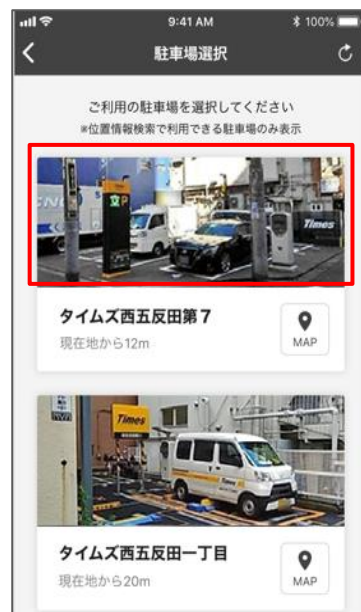 9:41 AM
100%
駐車場選択
ご利用の駐車場を選択してください
※位置情報検索で利用できる駐車場のみ表示
空 P
Times
タイムズ西五反田第7
現在地から12m
MAP
Times
タイムズ西五反田一丁目
現在地から20m
MAP